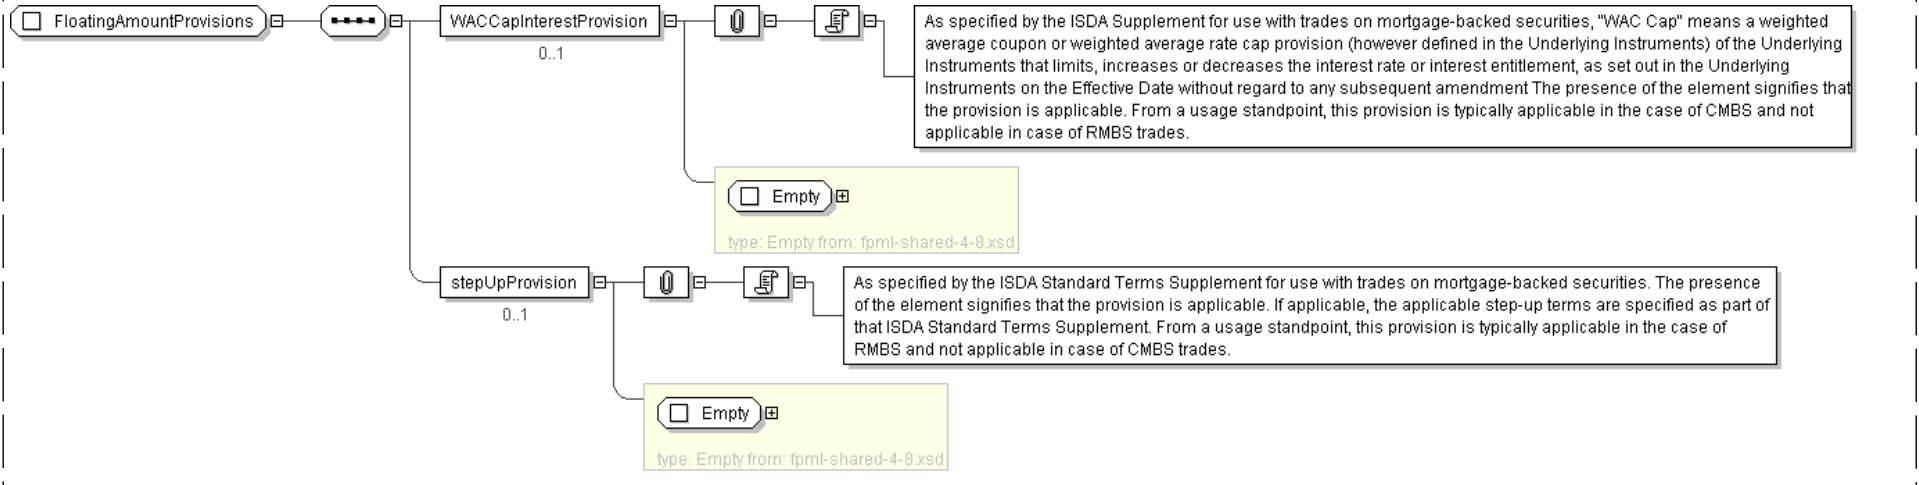 FloatingAmountProvisions
WACCapInterestProvision
0..1
As specified by the ISDA Supplement for use with trades on mortgage-backed securities, "WAC Cap" means a weighted
average coupon or weighted average rate cap provision (however defined in the Underlying Instruments) of the Underlying
Instruments that limits, increases or decreases the interest rate or interest entitlement, as set out in the Underlying
Instruments on the Effective Date without regard to any subsequent amendment The presence of the element signifies that
the provision is applicable. From a usage standpoint, this provision is typically applicable in the case of CMBS and not
applicable in case of RMBS trades.
Empty
type: Empty from: fpml-shared-4-8.xsd
stepUpProvision
0..1
As specified by the ISDA Standard Terms Supplement for use with trades on mortgage-backed securities. The presence
of the element signifies that the provision is applicable. If applicable, the applicable step-up terms are specified as part of
that ISDA Standard Terms Supplement. From a usage standpoint, this provision is typically applicable in the case of
RMBS and not applicable in case of CMBS trades.
Empty
type: Empty from: fpml-shared-4-8.xsd